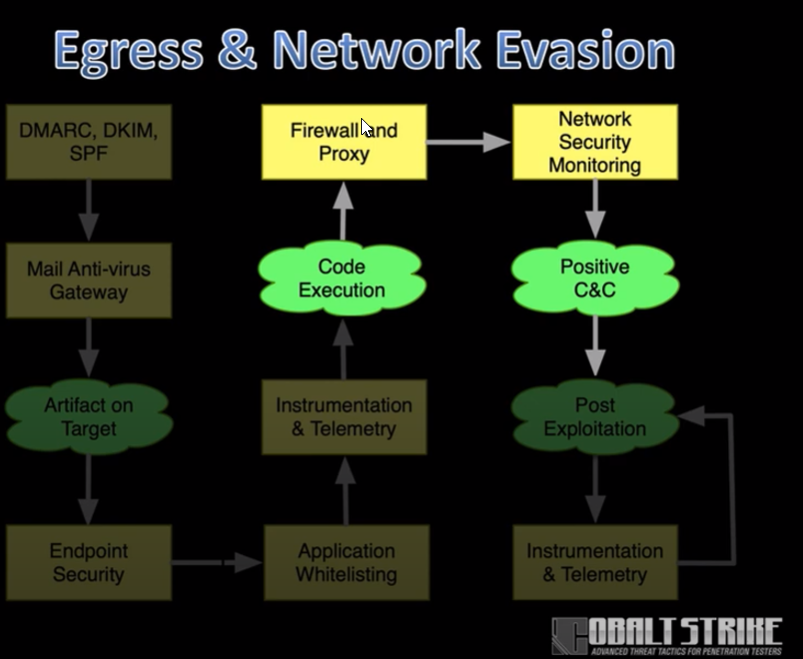 Egress & Network Evasion
DMARC, DKIM,
SPF
Mail Anti-virus
Gateway
Artifact on
Target
Endpoint
Security
Application
Whitelisting
Instrumentation
& Telemetry
Code
Execution
Firewall and
Proxy
Network
Security
Monitoring
Positive
C&C
Post
Exploitation
Instrumentation
& Telemetry
COBALT STRIKE
ADVANCED THREAT TACTICS FOR PENETRATION TESTERS